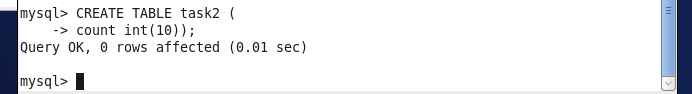 mysql> CREATE TABLE task2 (
    -> count int(10));
Query OK, 0 rows affected (0.01 sec)
mysql>